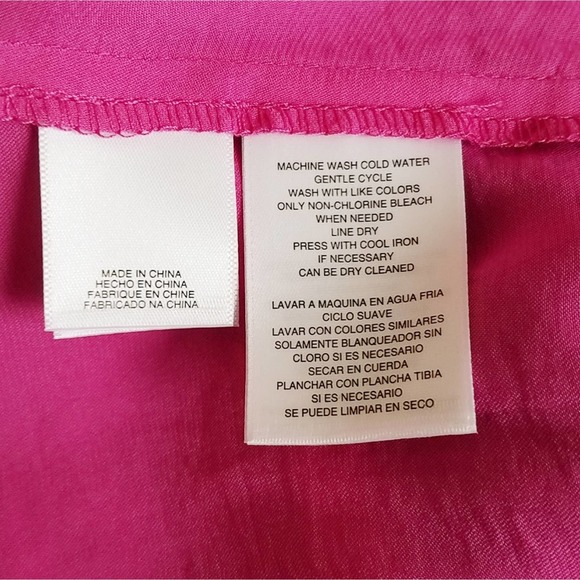 MADE IN CHINA
HECHO EN CHINA
FABRIQUE EN CHINE
FABRICADO NA CHINA
MACHINE WASH COLD WATER
GENTLE CYCLE
WASH WITH LIKE COLORS
ONLY NON-CHLORINE BLEACH
WHEN NEEDED
LINE DRY
PRESS WITH COOL IRON
IF NECESSARY
CAN BE DRY CLEANED
LAVAR A MAQUINA EN AGUA FRIA
CICLO SUAVE
LAVAR CON COLORES SIMILARES
SOLAMENTE BLANQUEADOR SIN
CLORO SI ES NECESARIO
SECAR EN CUERDA
PLANCHAR CON PLANCHA TIBIA
SI ES NECESARIO
SE PUEDE LIMPIAR EN SECO